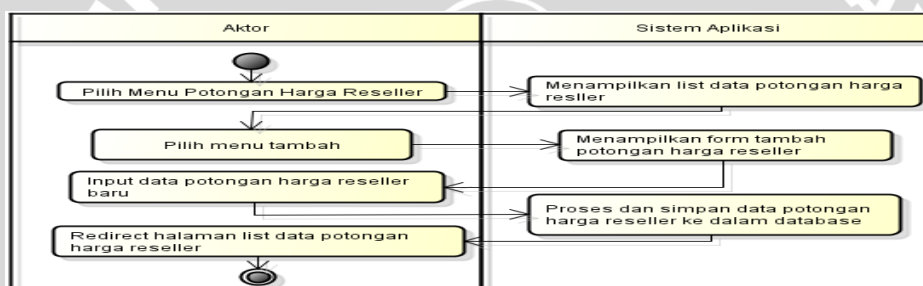 Aktor
Sistem Aplikasi
Pilih Menu Potongan Harga Reseller
Menampilkan list data potongan harga
resller
Pilih menu tambah
Menampilkan form tambah
potongan harga reseller
Input data potongan harga reseller
baru
Proses dan simpan data potongan
harga reseller ke dalam database
Redirect halaman list data potongan
harga reseller